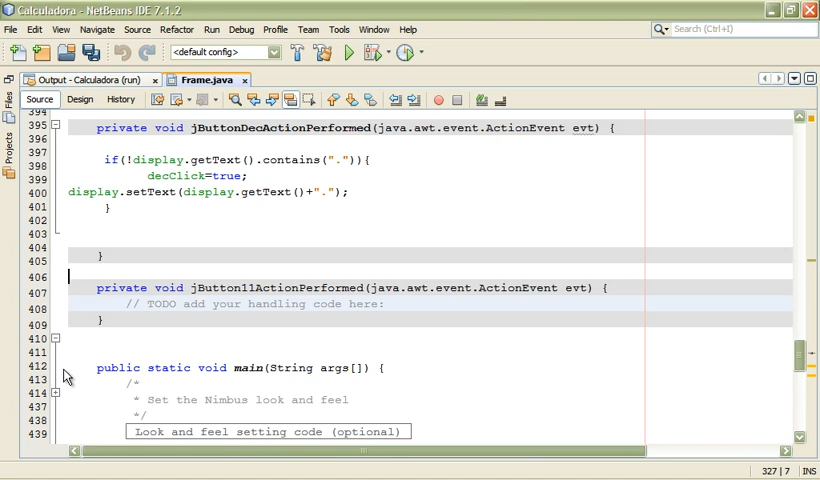 Calculadora - NetBeans IDE 7.1.2
File Edit View Navigate Source Refactor Run Debug Profile Team Tools Window Help
Search (Ctrl+I)
<default config>
Output - Calculadora (run) x Frame.java x
Source Design History
Files
Projects
394
395 private void jButtonDecActionPerformed(java.awt.event.ActionEvent evt) {
396
397 if(!display.getText().contains(".")){
398 decClick=true;
399
400 display.setText(display.getText()+".");
401 }
402
403
404 }
405
406
407 private void jButton11ActionPerformed(java.awt.event.ActionEvent evt) {
408 // TODO add your handling code here:
409 }
410
411
412 public static void main(String args[]) {
413 /*
414 * Set the Nimbus look and feel
437 */
438 Look and feel setting code (optional)
439
327|7 INS